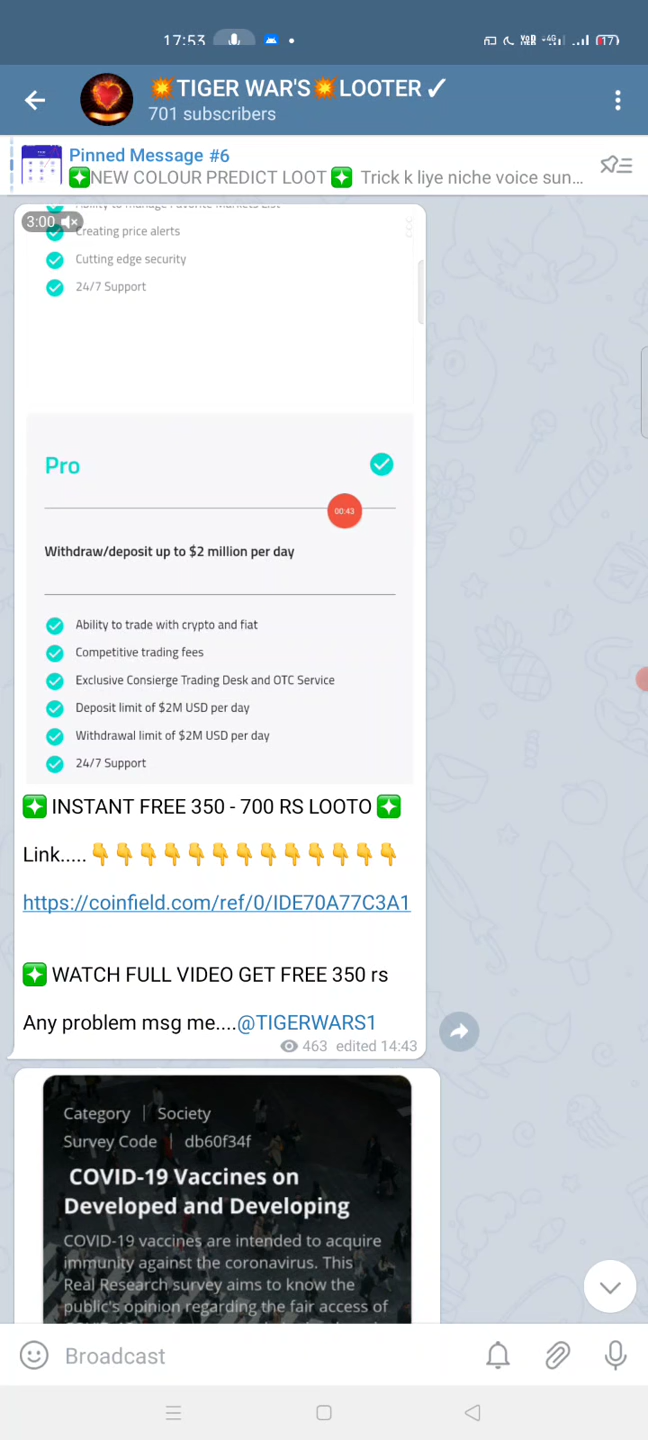 17:53
17
💥TIGER WAR'S💥LOOTER ✓
701 subscribers
Pinned Message #6
❇️NEW COLOUR PREDICT LOOT ❇️ Trick k liye niche voice sun...
3:00
Ability to manage Favorite Markets List
Creating price alerts
Cutting edge security
24/7 Support
Pro
00:43
Withdraw/deposit up to $2 million per day
Ability to trade with crypto and fiat
Competitive trading fees
Exclusive Consierge Trading Desk and OTC Service
Deposit limit of $2M USD per day
Withdrawal limit of $2M USD per day
24/7 Support
❇️ INSTANT FREE 350 - 700 RS LOOTO ❇️
Link.....👇👇👇👇👇👇👇👇👇👇👇👇👇
https://coinfield.com/ref/0/IDE70A77C3A1
❇️ WATCH FULL VIDEO GET FREE 350 rs
Any problem msg me....@TIGERWARS1
463 edited 14:43
Category | Society
Survey Code | db60f34f
COVID-19 Vaccines on
Developed and Developing
COVID-19 vaccines are intended to acquire
immunity against the coronavirus. This
Real Research survey aims to know the
public's opinion regarding the fair access of
Broadcast